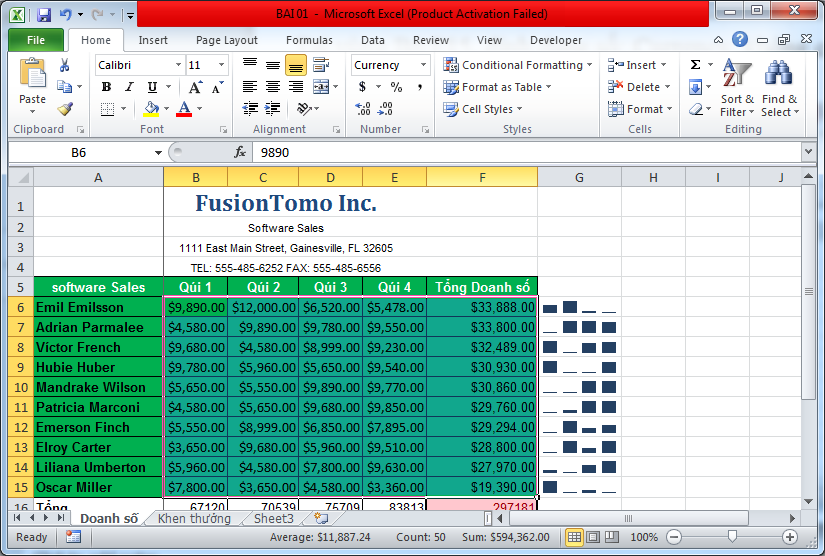 BAI 01 - Microsoft Excel (Product Activation Failed)
File Home Insert Page Layout Formulas Data Review View Developer
Paste
Calibri 11
B I U
A A
Currency
$ % ,
Conditional Formatting
Format as Table
Cell Styles
Insert
Delete
Format
Σ
Sort & Filter
Find & Select
Clipboard Font Alignment Number Styles Cells Editing
B6 fx 9890
A B C D E F G H I J
1 FusionTomo Inc.
2 Software Sales
3 1111 East Main Street, Gainesville, FL 32605
4 TEL: 555-485-6252 FAX: 555-485-6556
5 software Sales Qúi 1 Qúi 2 Qúi 3 Qúi 4 Tổng Doanh số
6 Emil Emilsson $9,890.00 $12,000.00 $6,520.00 $5,478.00 $33,888.00
7 Adrian Parmalee $4,580.00 $9,890.00 $9,780.00 $9,550.00 $33,800.00
8 Victor French $9,680.00 $4,580.00 $8,999.00 $9,230.00 $32,489.00
9 Hubie Huber $9,780.00 $5,960.00 $5,650.00 $9,540.00 $30,930.00
10 Mandrake Wilson $5,650.00 $5,550.00 $9,890.00 $9,770.00 $30,860.00
11 Patricia Marconi $4,580.00 $5,650.00 $9,680.00 $9,850.00 $29,760.00
12 Emerson Finch $5,550.00 $8,999.00 $6,850.00 $7,895.00 $29,294.00
13 Elroy Carter $3,650.00 $9,680.00 $5,960.00 $9,510.00 $28,800.00
14 Liliana Umberton $5,960.00 $4,580.00 $7,800.00 $9,630.00 $27,970.00
15 Oscar Miller $7,800.00 $3,650.00 $4,580.00 $3,360.00 $19,390.00
16 Tổng 67120 70539 75709 83813 297181
Doanh số Khen thưởng Sheet3
Ready Average: $11,887.24 Count: 50 Sum: $594,362.00 100%